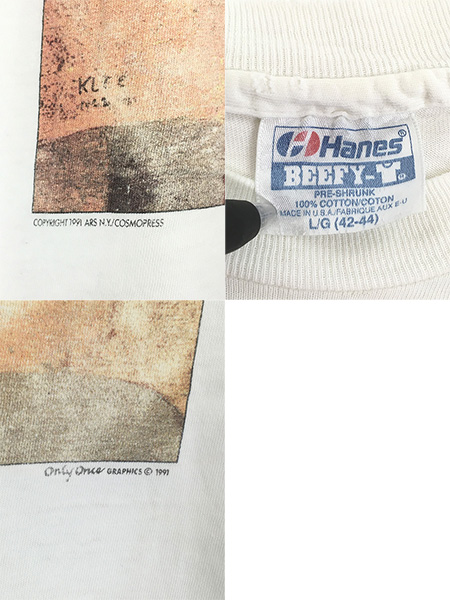 KLEE
COPYRIGHT 1991 ARS N.Y./COSMOPRESS
Hanes®
BEEFY-T
PRE-SHRUNK
100% COTTON/COTON
MADE IN U.S.A./FABRIQUE AUX E-U
L/G (42-44)
Only Once GRAPHICS © 1991